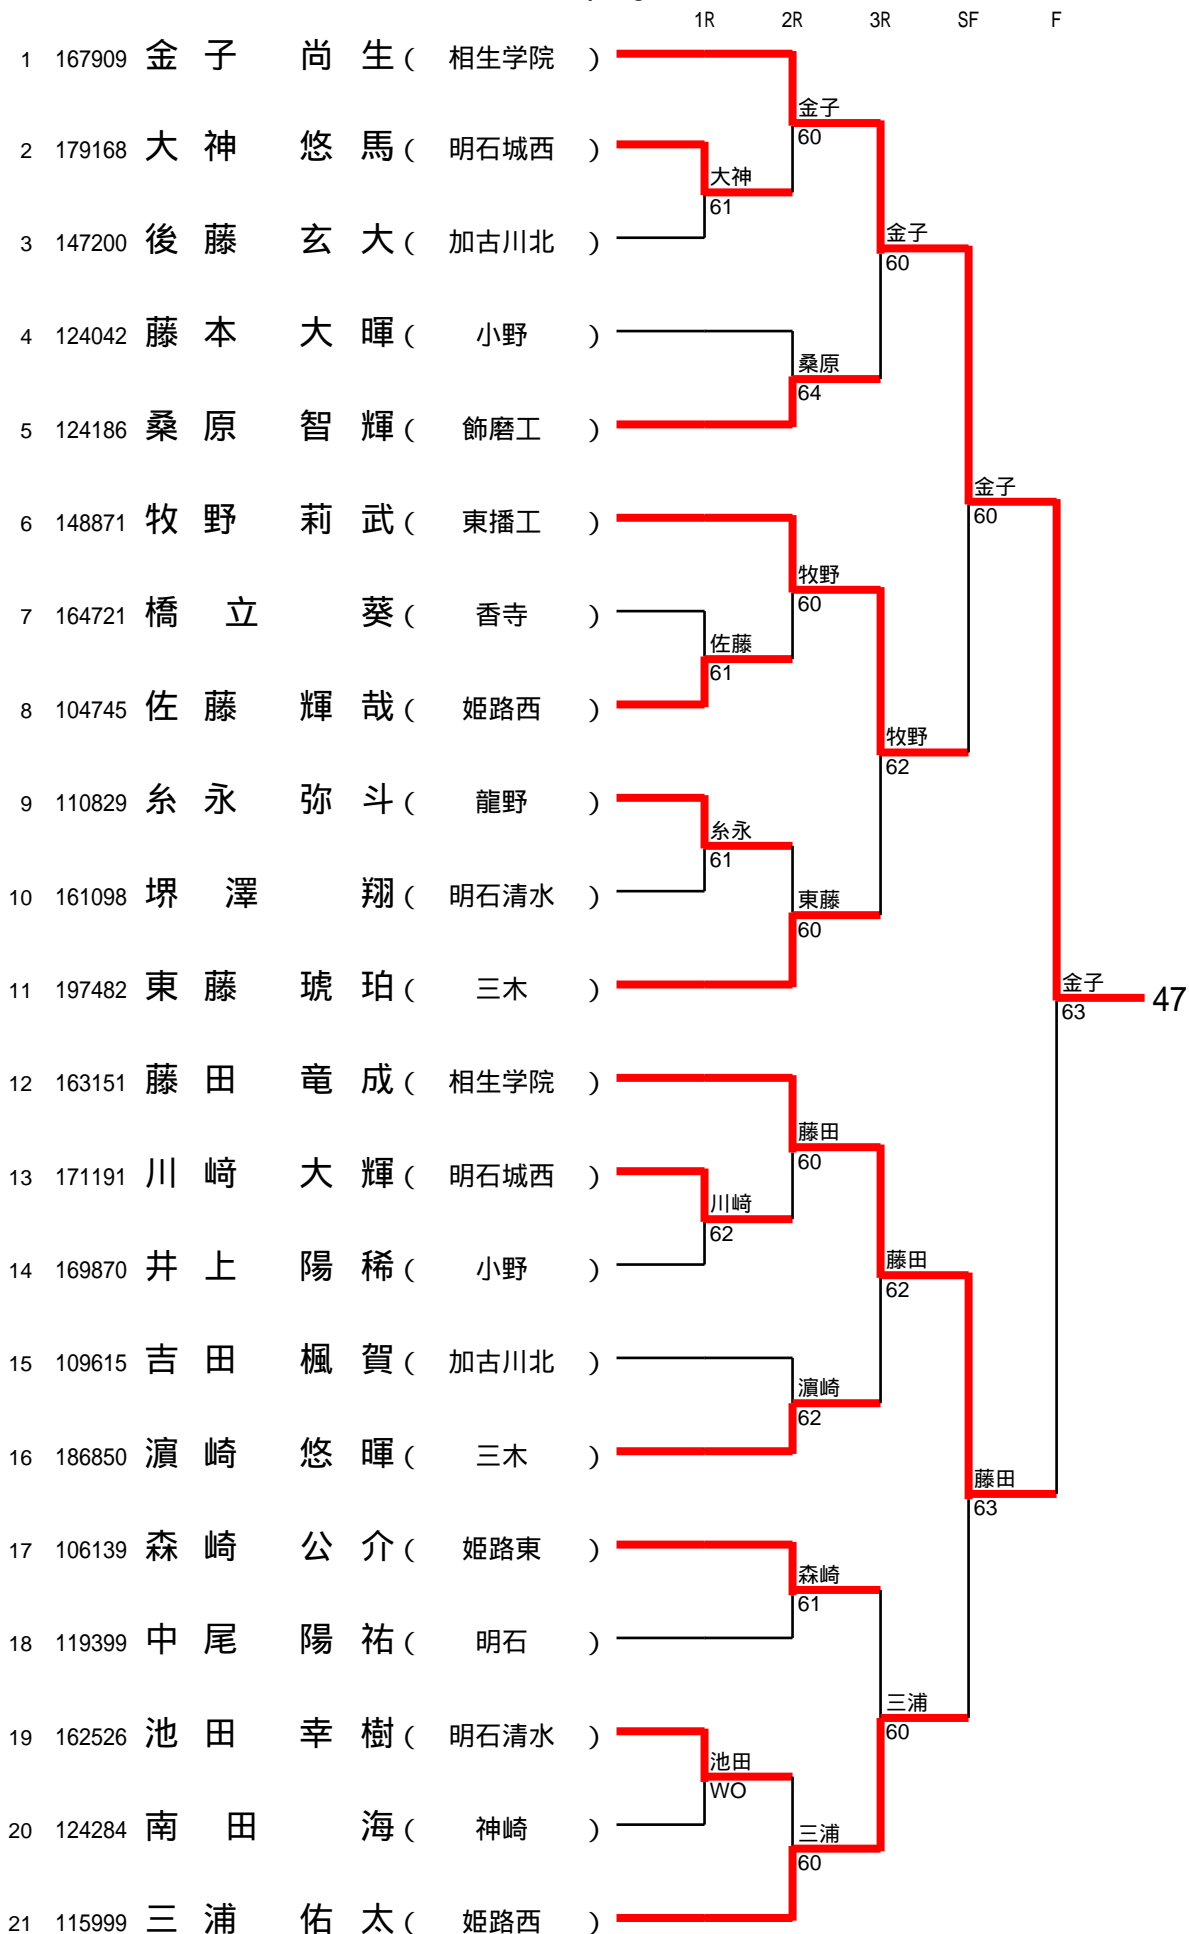 1R 2R 3R SF F
1 167909 金子 尚生 ( 相生学院 )
金子
60
2 179168 大神 悠馬 ( 明石城西 )
大神
61
3 147200 後藤 玄大 ( 加古川北 )
金子
60
4 124042 藤本 大暉 ( 小野 )
桑原
64
5 124186 桑原 智輝 ( 飾磨工 )
金子
60
6 148871 牧野 莉武 ( 東播工 )
牧野
60
7 164721 橋立 葵 ( 香寺 )
佐藤
61
8 104745 佐藤 輝哉 ( 姫路西 )
牧野
62
9 110829 糸永 弥斗 ( 龍野 )
糸永
61
10 161098 堺澤 翔 ( 明石清水 )
東藤
60
11 197482 東藤 琥珀 ( 三木 )
金子
63
47
12 163151 藤田 竜成 ( 相生学院 )
藤田
60
13 171191 川﨑 大輝 ( 明石城西 )
川﨑
62
14 169870 井上 陽稀 ( 小野 )
藤田
62
15 109615 吉田 楓賀 ( 加古川北 )
濵崎
62
16 186850 濵崎 悠暉 ( 三木 )
藤田
63
17 106139 森崎 公介 ( 姫路東 )
森崎
61
18 119399 中尾 陽祐 ( 明石 )
三浦
60
19 162526 池田 幸樹 ( 明石清水 )
池田
WO
20 124284 南田 海 ( 神崎 )
三浦
60
21 115999 三浦 佑太 ( 姫路西 )